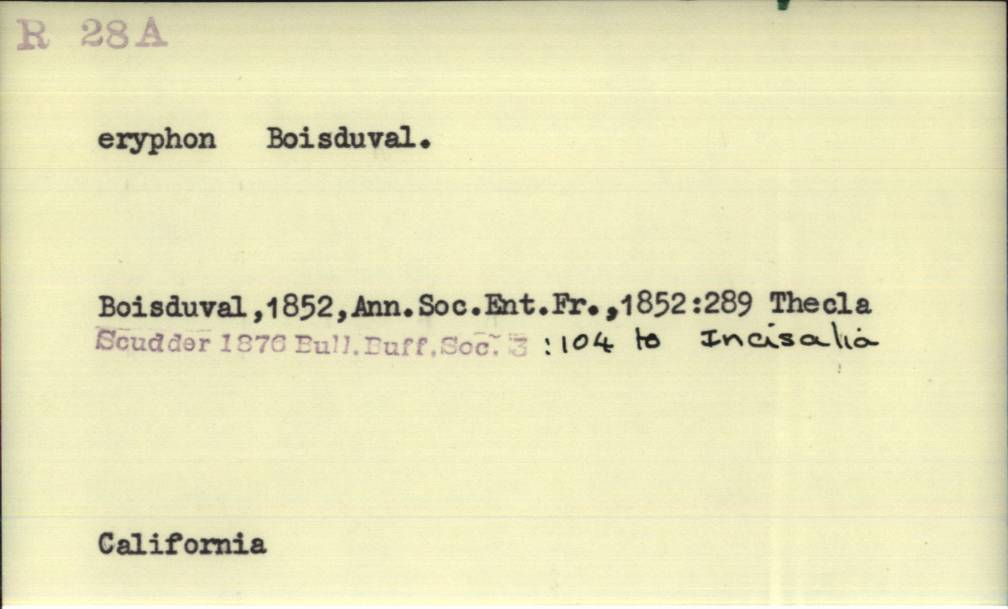 R 28A
eryphon Boisduval.
Boisduval,1852,Ann.Soc.Ent.Fr.,1852:289 Thecla
Scudder 1876 Bull.Buff.Soc. 3 :104 to Incisalia
California